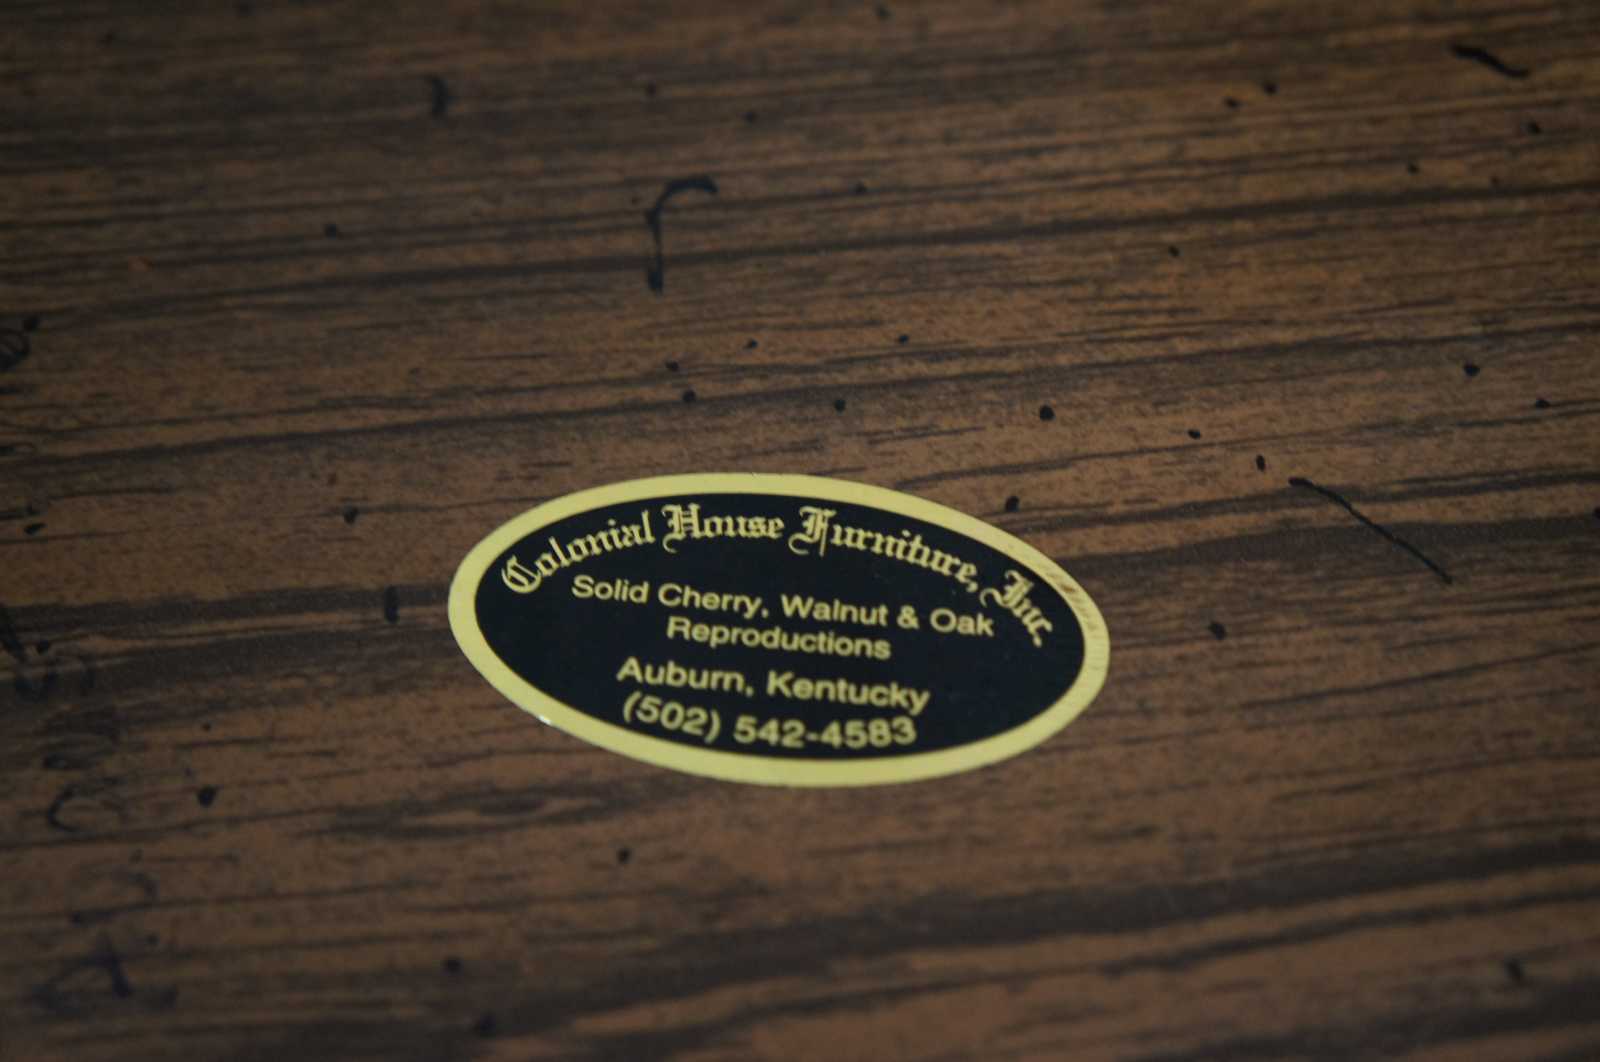 Colonial House Furniture, Inc.
Solid Cherry, Walnut & Oak
Reproductions
Auburn, Kentucky
(502) 542-4583